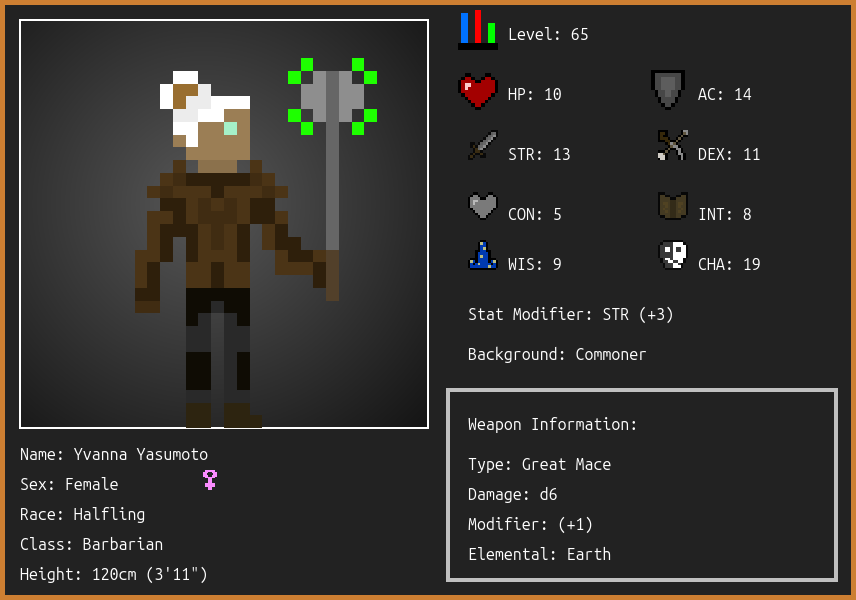 Level: 65
HP: 10
AC: 14
STR: 13
DEX: 11
CON: 5
INT: 8
WIS: 9
CHA: 19
Stat Modifier: STR (+3)
Background: Commoner
Weapon Information:
Type: Great Mace
Damage: d6
Modifier: (+1)
Elemental: Earth
Name: Yvanna Yasumoto
Sex: Female
Race: Halfling
Class: Barbarian
Height: 120cm (3'11")